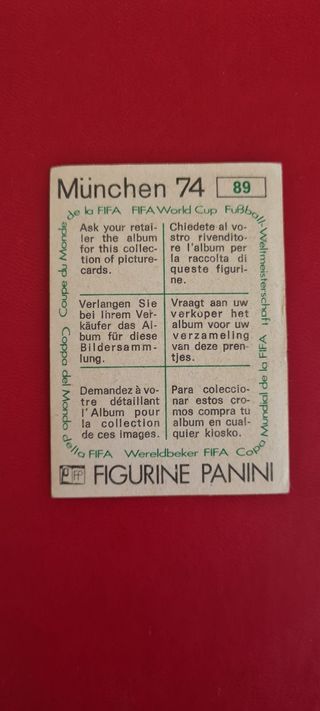 München 74 89
de la FIFA FIFA World Cup Fußball-Weltmeisterschaft
Ask your retai-
ler the album
for this collec-
tion of picture-
cards.
Chiedete al vo-
stro rivendito-
re l'album per
la raccolta di
queste figuri-
ne.
Verlangen Sie
bei Ihrem Ver-
käufer das Al-
bum für diese
Bildersamm-
lung.
Vraagt aan uw
verkoper het
album voor uw
verzameling
van deze pren-
tjes.
Demandez à vo-
tre détaillant
l'Album pour
la collection
de ces images.
Para coleccio-
nar estos cro-
mos compra tu
album en cual-
quier kiosko.
Coupe du Monde
Coppa del Mondo
della FIFA Wereldbeker FIFA Copa
Mundial de la FIFA
FP FIGURINE PANINI